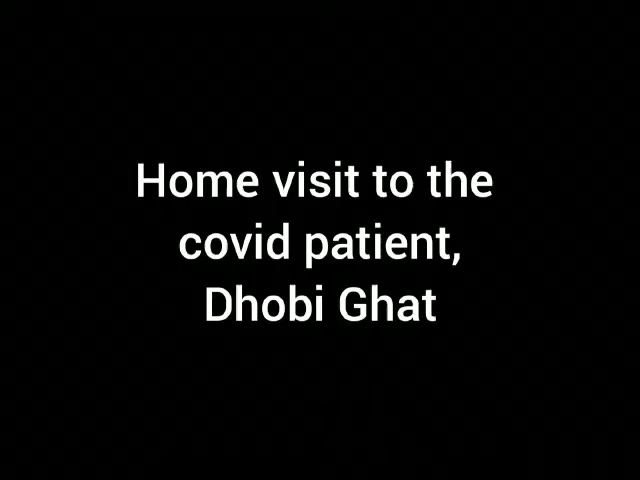 Home visit to the
covid patient,
Dhobi Ghat